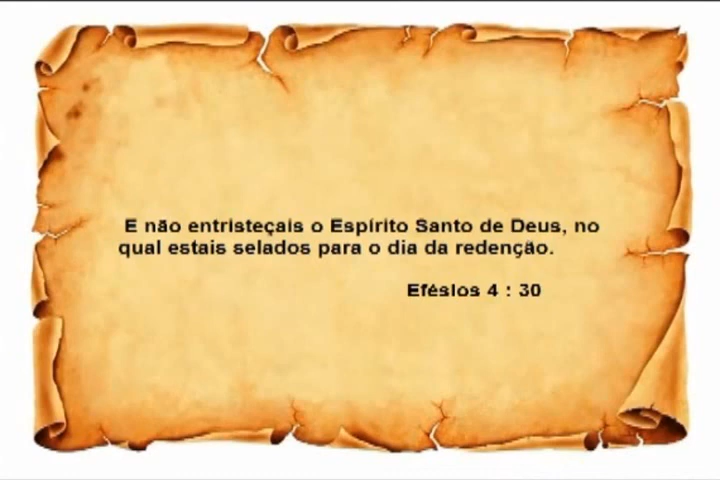 E não entristeçais o Espírito Santo de Deus, no
qual estais selados para o dia da redenção.
Efésios 4 : 30